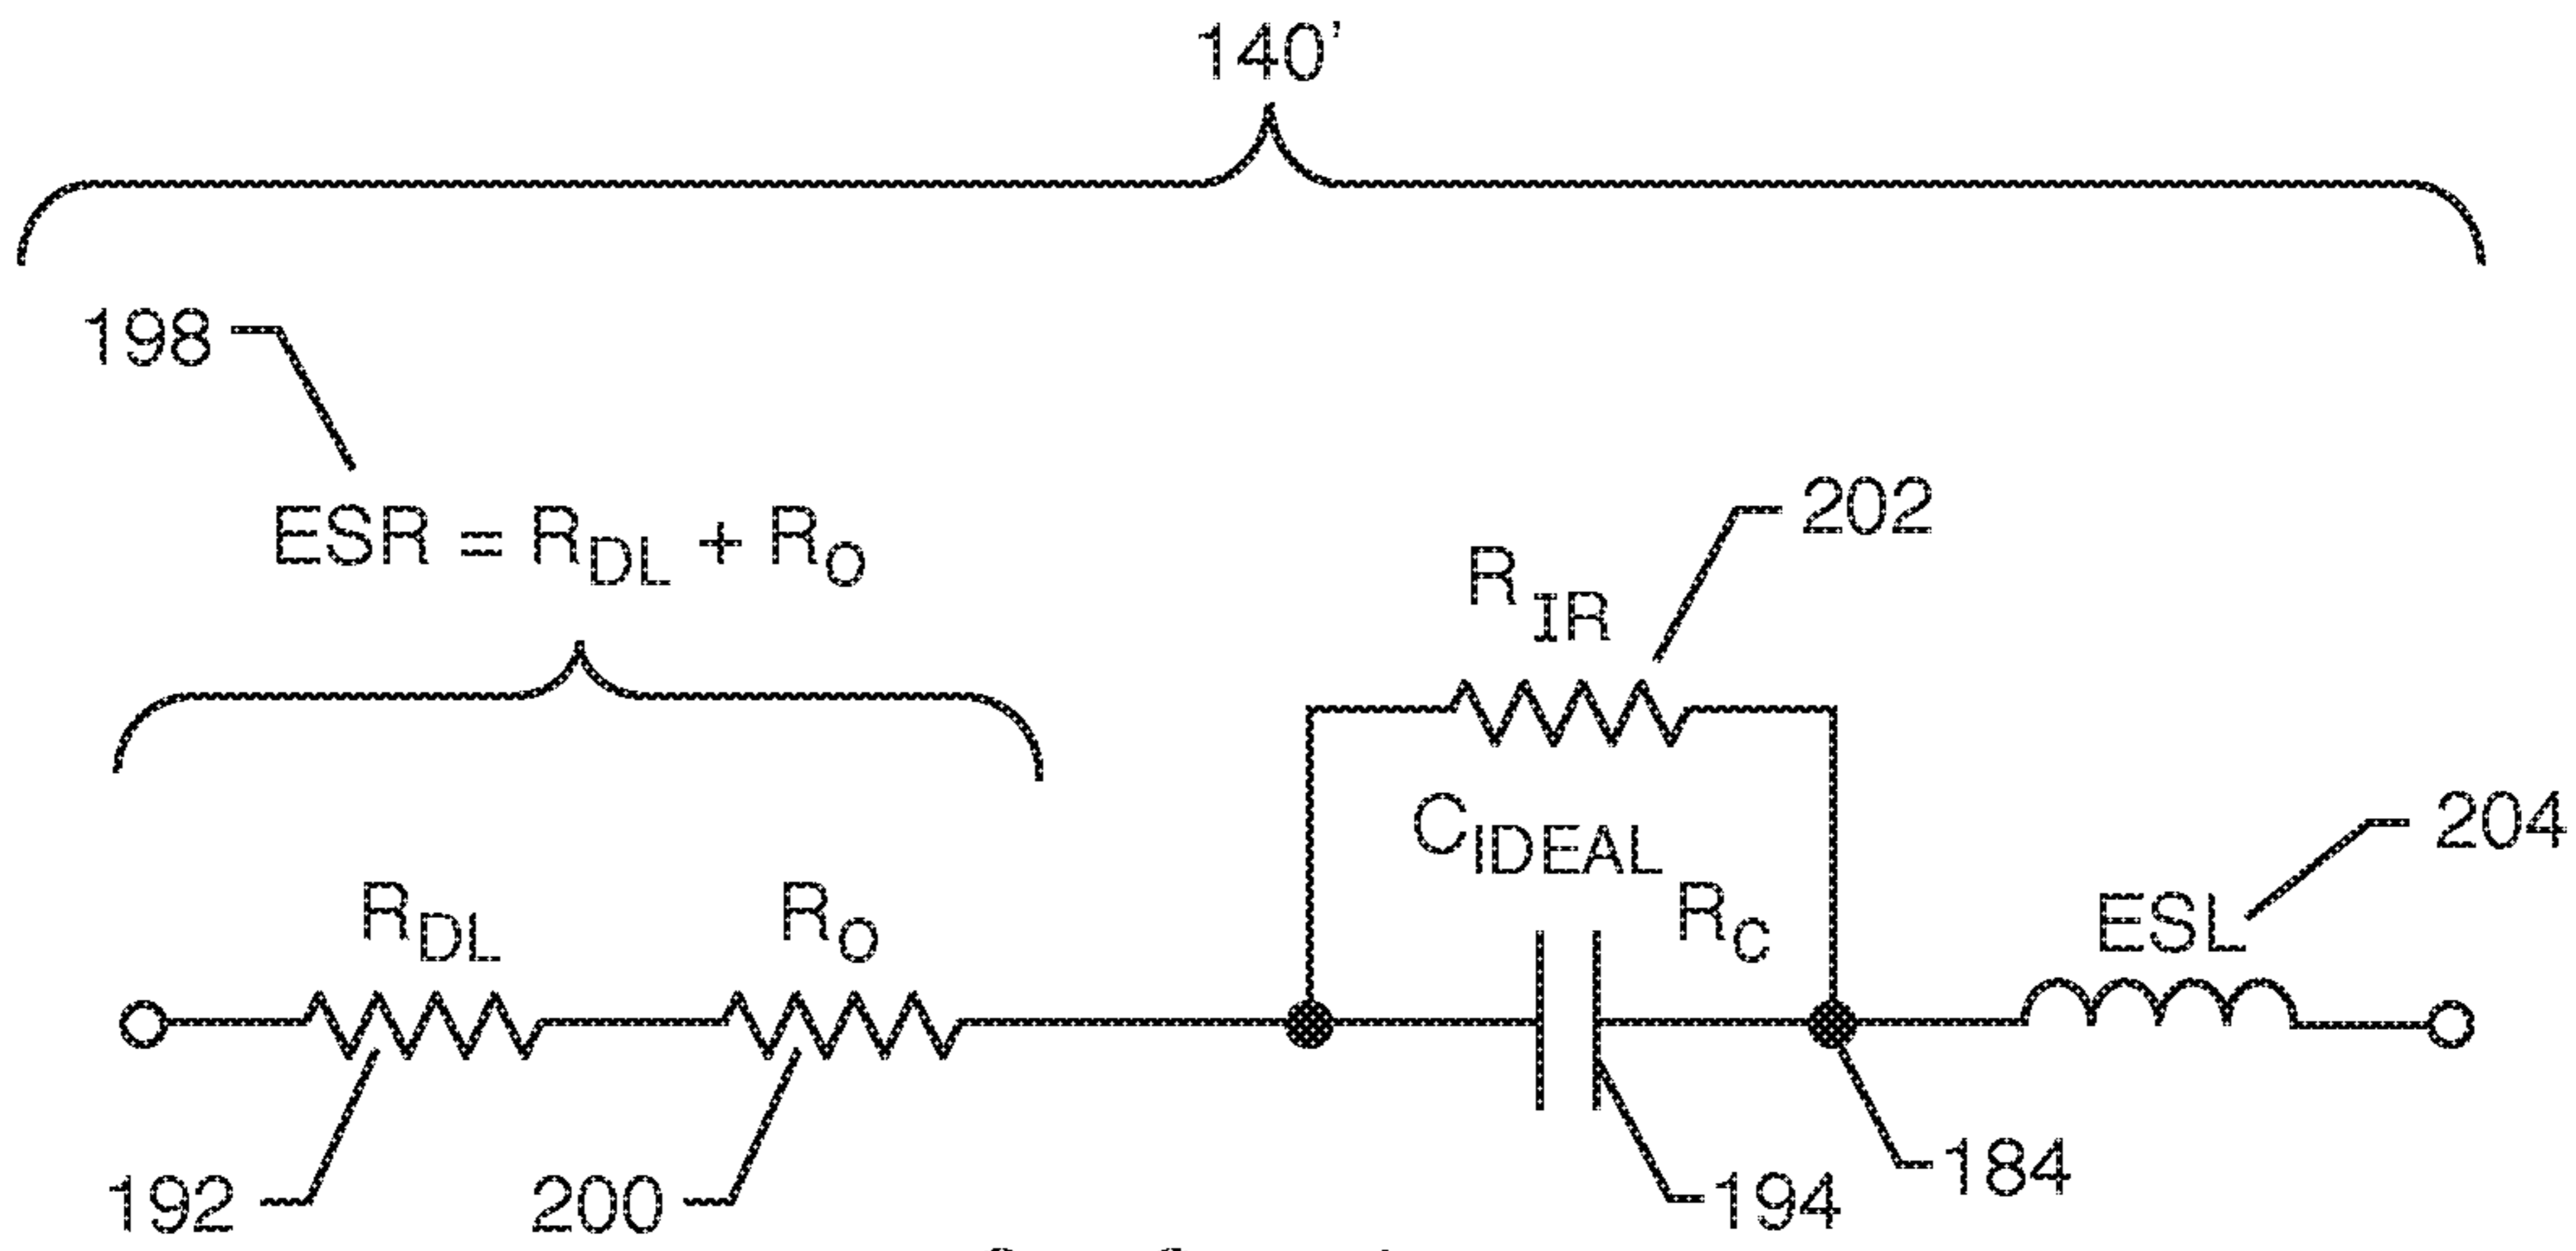 140'
198
ESR = R_DL + R_O
202
R_IR
C_IDEAL
204
R_DL
R_O
R_C
ESL
192
200
194
184